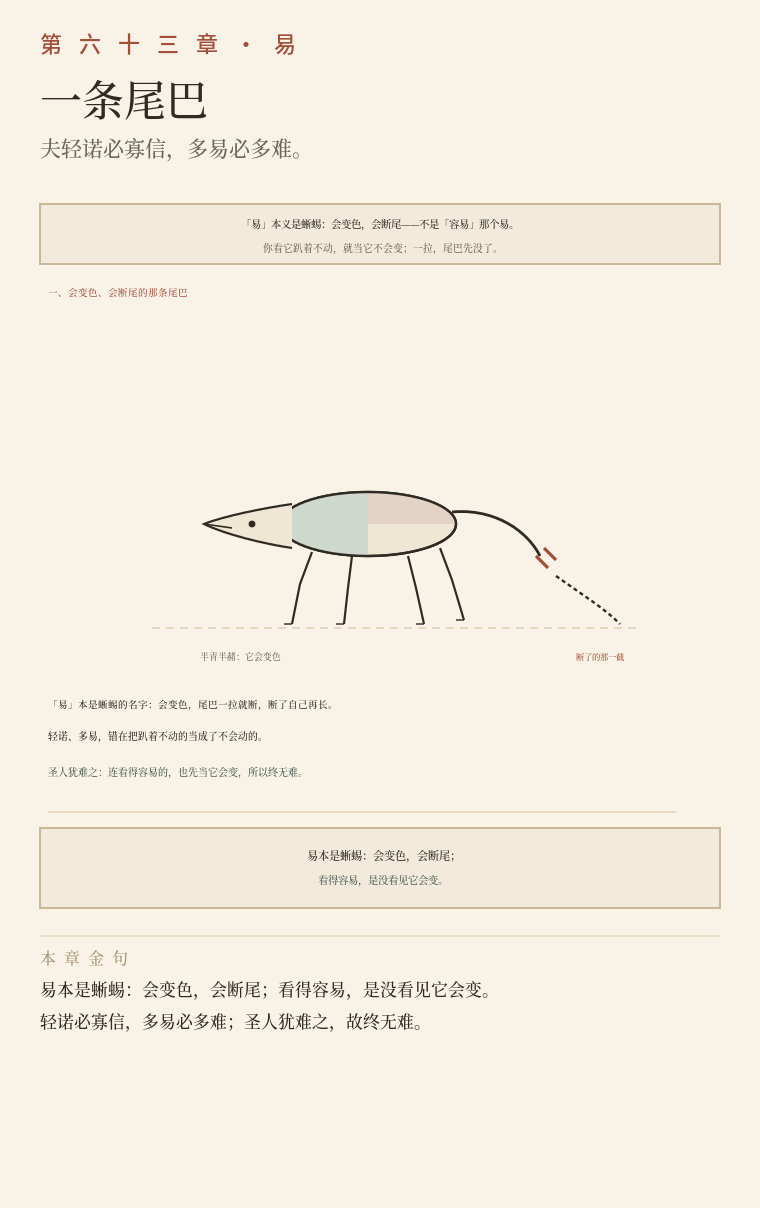 第六十三章·易
一条尾巴
夫轻诺必寡信，多易必多难。
「易」本义是蜥蜴：会变色，会断尾——不是「容易」那个易。
你看它趴着不动，就当它不会变；一拉，尾巴先没了。
一、会变色、会断尾的那条尾巴
半青半赭：它会变色
断了的那一截
「易」本是蜥蜴的名字：会变色，尾巴一拉就断，断了自己再长。
轻诺、多易，错在把趴着不动的当成了不会动的。
圣人犹难之：连看得容易的，也先当它会变，所以终无难。
易本是蜥蜴：会变色，会断尾；
看得容易，是没看见它会变。
本章金句
易本是蜥蜴：会变色，会断尾；看得容易，是没看见它会变。
轻诺必寡信，多易必多难；圣人犹难之，故终无难。